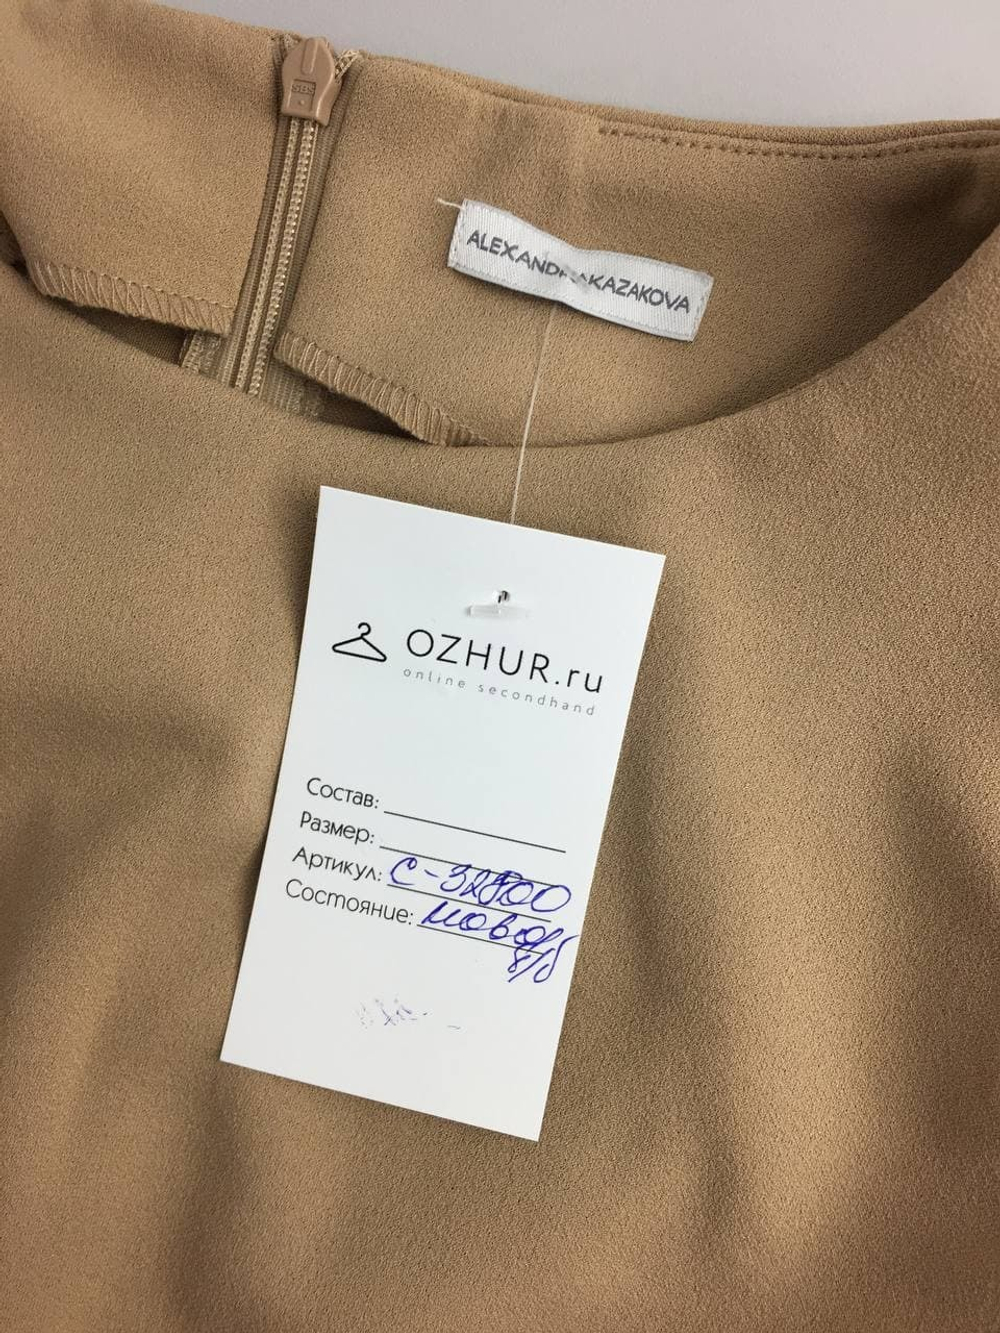 ALEXANDRA KAZAKOVA
OZHUR.ru
online secondhand
Состав:
Размер:
Артикул: С-32800
Состояние: новое
б/б